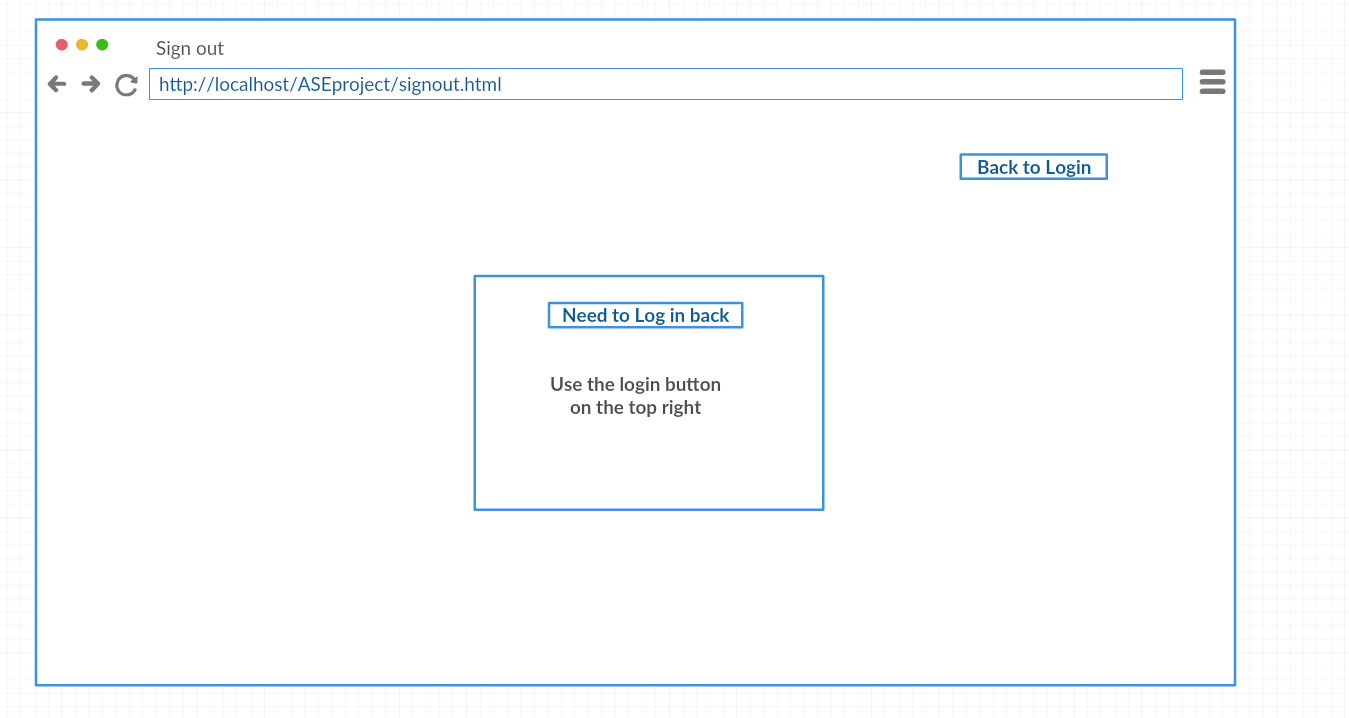 Sign out
http://localhost/ASEproject/signout.html
Back to Login
Need to Log in back
Use the login button
on the top right